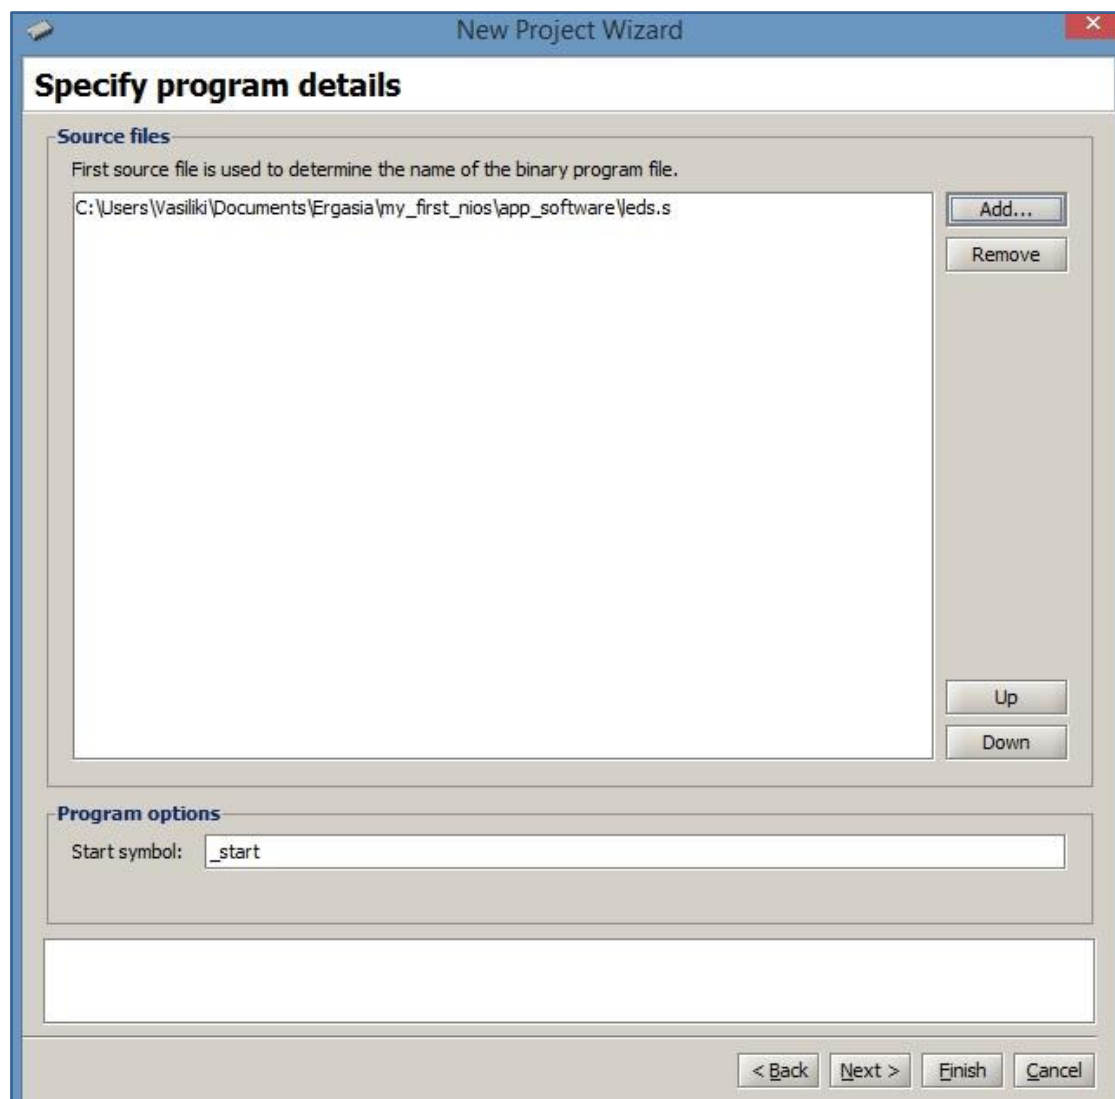 New Project Wizard
Specify program details
Source files
First source file is used to determine the name of the binary program file.
C:\Users\Vasiliki\Documents\Ergasia\my_first_nios\app_software\leds.s
Add...
Remove
Up
Down
Program options
Start symbol: _start
< Back Next > Finish Cancel